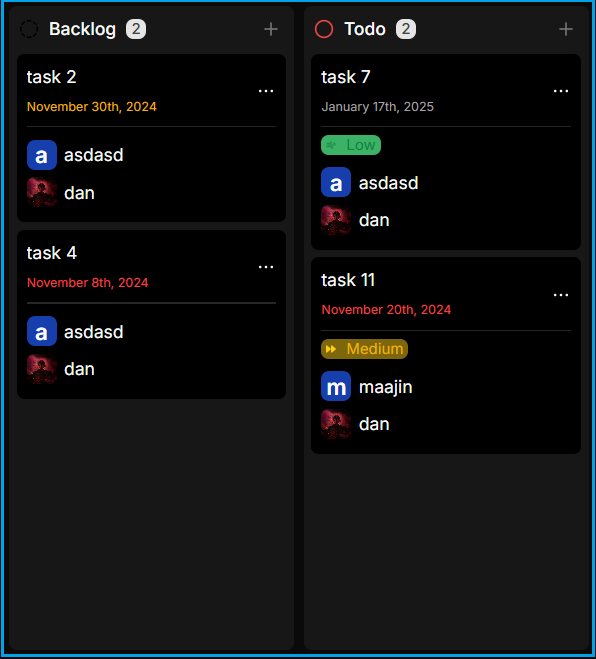 Backlog 2
task 2
November 30th, 2024
a asdasd
dan
task 4
November 8th, 2024
a asdasd
dan
Todo 2
task 7
January 17th, 2025
Low
a asdasd
dan
task 11
November 20th, 2024
Medium
m maajin
dan